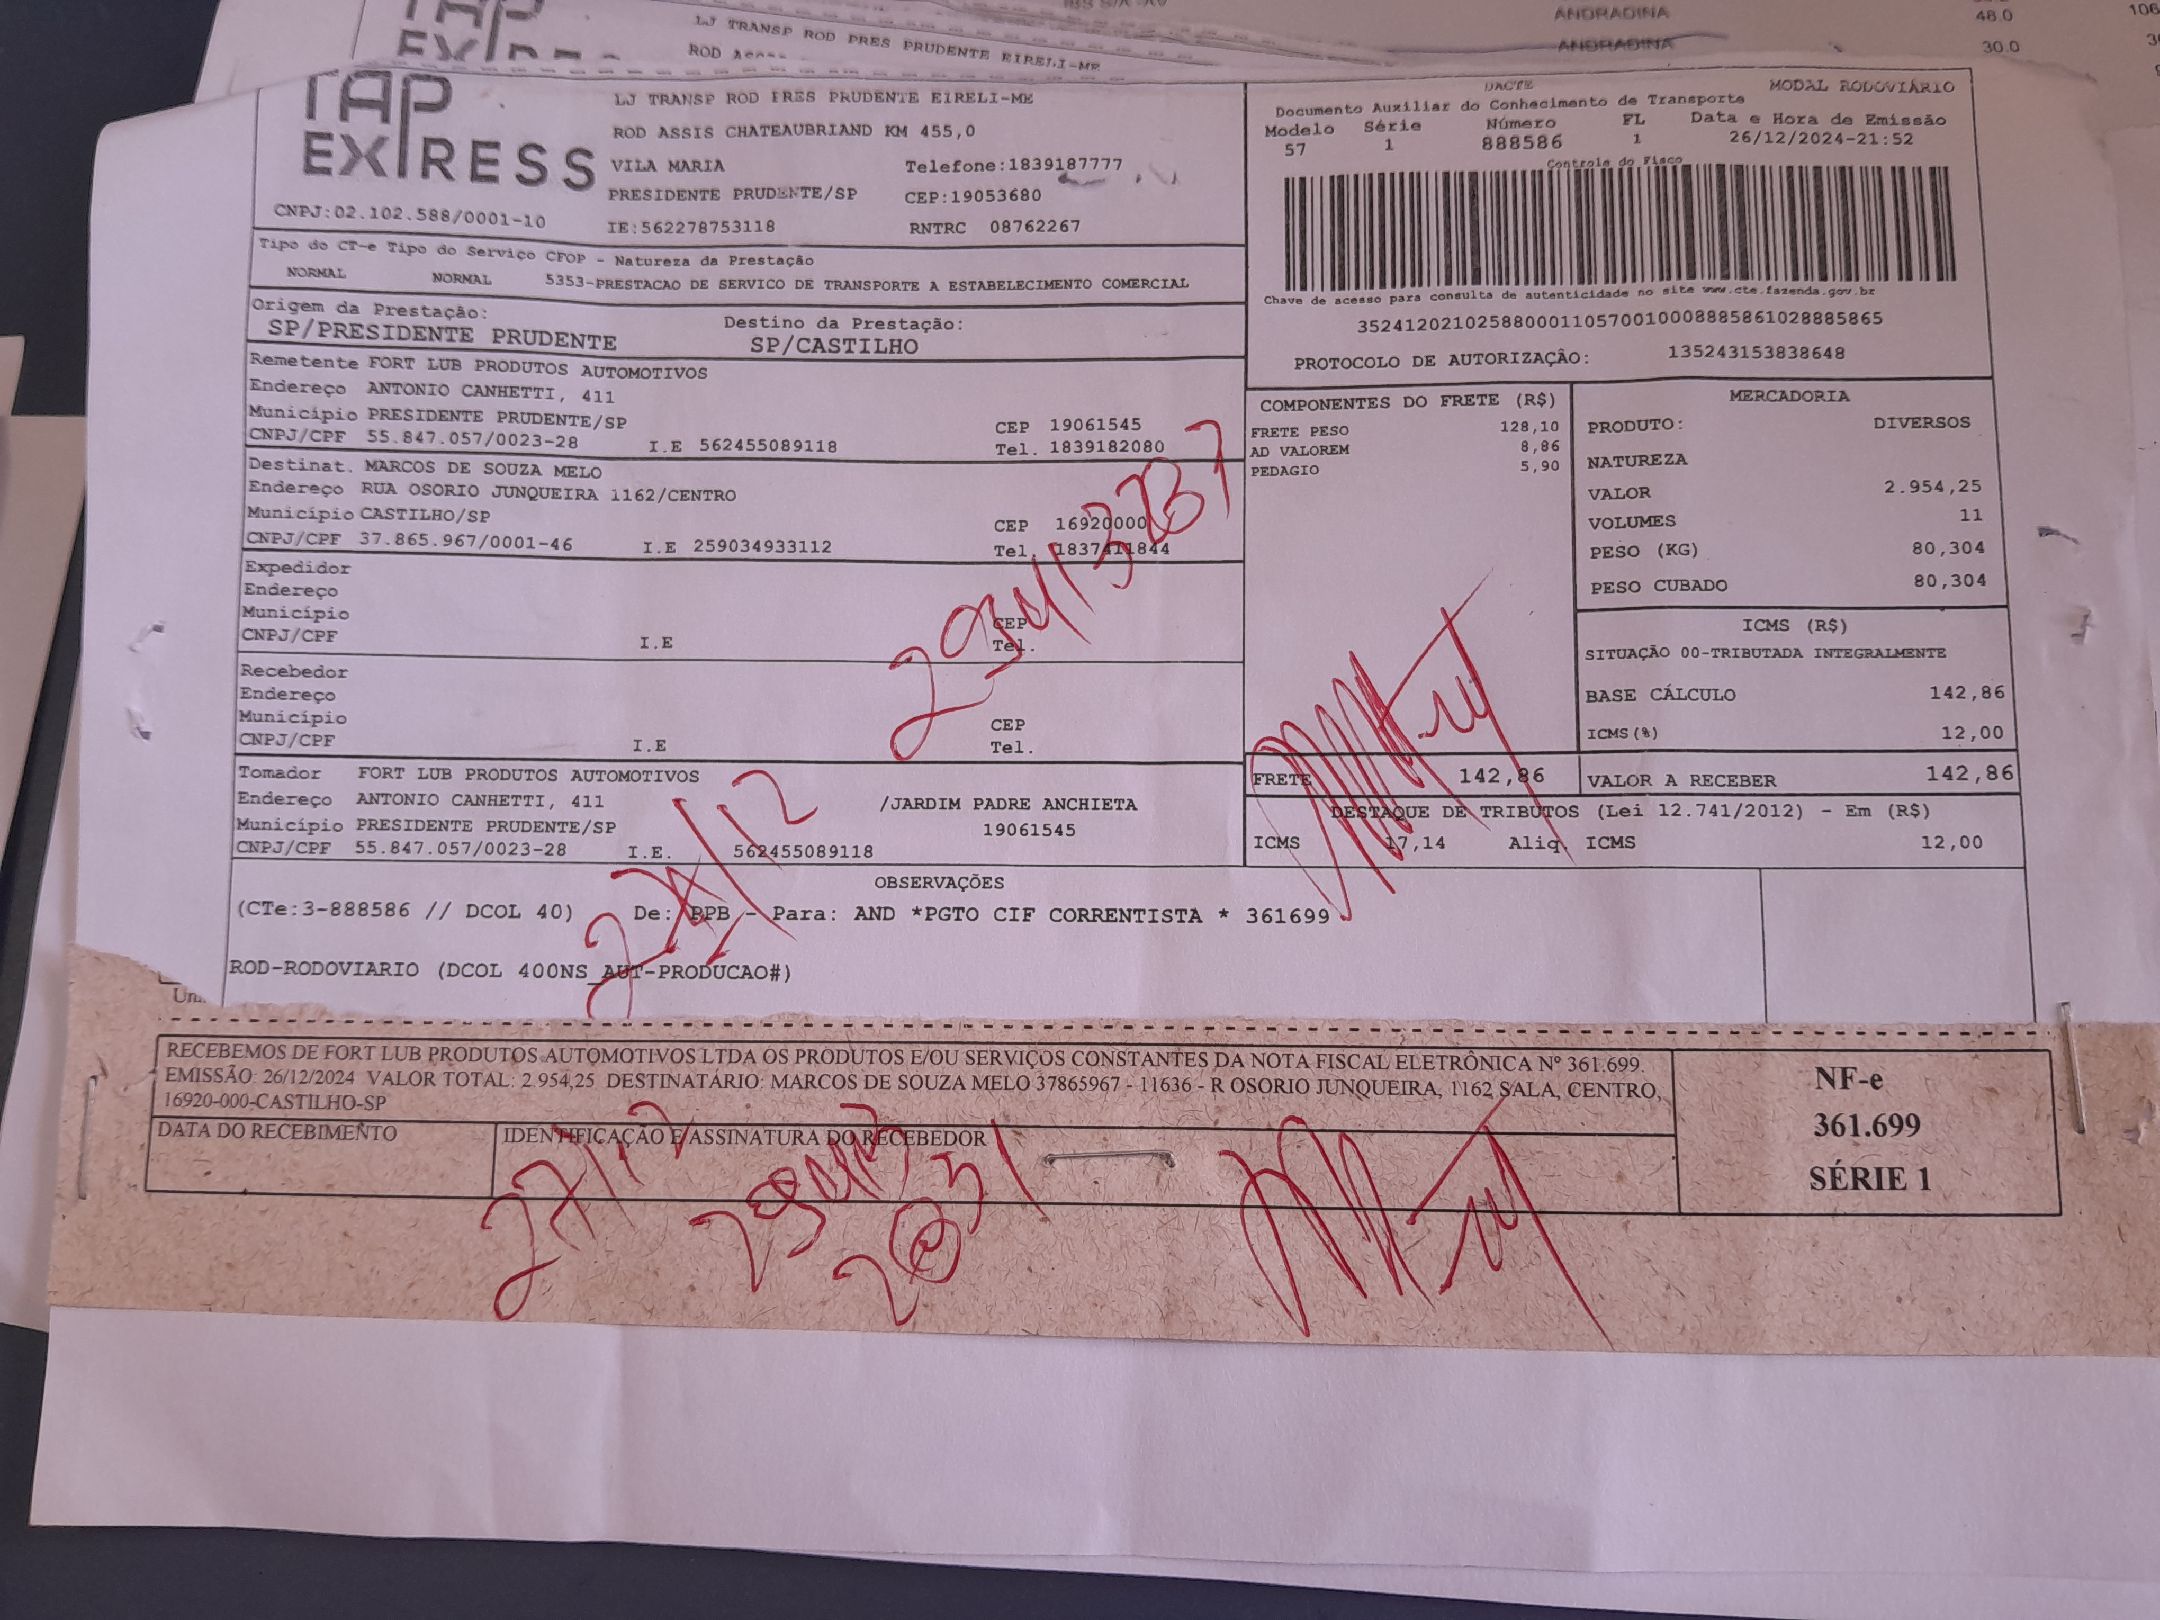 LJ TRANSP ROD PRES PRUDENTE EIRELI-ME
ROD
ANDRADINA 48.0
ANDRADINA 30.0
TAP EXPRESS
CNPJ:02.102.588/0001-10
LJ TRANSP ROD PRES PRUDENTE EIRELI-ME
ROD ASSIS CHATEAUBRIAND KM 455,0
VILA MARIA Telefone:1839187777
PRESIDENTE PRUDENTE/SP CEP:19053680
IE:562278753118 RNTRC 08762267
DACTE MODAL RODOVIÁRIO
Documento Auxiliar do Conhecimento de Transporte
Modelo Série Número FL Data e Hora de Emissão
57 1 888586 1 26/12/2024-21:52
Controle do Fisco
Chave de acesso para consulta de autenticidade no site www.cte.fazenda.gov.br
35241202102588000110570010008885861028885865
PROTOCOLO DE AUTORIZAÇÃO: 135243153838648
Tipo do CT-e Tipo do Serviço CFOP - Natureza da Prestação
NORMAL NORMAL 5353-PRESTACAO DE SERVICO DE TRANSPORTE A ESTABELECIMENTO COMERCIAL
Origem da Prestação: Destino da Prestação:
SP/PRESIDENTE PRUDENTE SP/CASTILHO
Remetente FORT LUB PRODUTOS AUTOMOTIVOS
Endereço ANTONIO CANHETTI, 411
Município PRESIDENTE PRUDENTE/SP CEP 19061545
CNPJ/CPF 55.847.057/0023-28 I.E 562455089118 Tel. 1839182080
Destinat. MARCOS DE SOUZA MELO
Endereço RUA OSORIO JUNQUEIRA 1162/CENTRO
Município CASTILHO/SP CEP 16920000
CNPJ/CPF 37.865.967/0001-46 I.E 259034933112 Tel. 1837411844
Expedidor
Endereço
Município CEP
CNPJ/CPF I.E Tel.
Recebedor
Endereço
Município CEP
CNPJ/CPF I.E Tel.
Tomador FORT LUB PRODUTOS AUTOMOTIVOS
Endereço ANTONIO CANHETTI, 411 /JARDIM PADRE ANCHIETA
Município PRESIDENTE PRUDENTE/SP 19061545
CNPJ/CPF 55.847.057/0023-28 I.E. 562455089118
COMPONENTES DO FRETE (R$)
FRETE PESO 128,10
AD VALOREM 8,86
PEDAGIO 5,90
MERCADORIA
PRODUTO: DIVERSOS
NATUREZA
VALOR 2.954,25
VOLUMES 11
PESO (KG) 80,304
PESO CUBADO 80,304
ICMS (R$)
SITUAÇÃO 00-TRIBUTADA INTEGRALMENTE
BASE CÁLCULO 142,86
ICMS(%) 12,00
FRETE 142,86 VALOR A RECEBER 142,86
DESTAQUE DE TRIBUTOS (Lei 12.741/2012) - Em (R$)
ICMS 17,14 Aliq. ICMS 12,00
27/12
OBSERVAÇÕES
(CTe:3-888586 // DCOL 40) De: PPB - Para: AND *PGTO CIF CORRENTISTA * 361699
ROD-RODOVIARIO (DCOL 400NS_AUT-PRODUCAO#)
RECEBEMOS DE FORT LUB PRODUTOS AUTOMOTIVOS LTDA OS PRODUTOS E/OU SERVIÇOS CONSTANTES DA NOTA FISCAL ELETRÔNICA Nº 361.699.
EMISSÃO: 26/12/2024 VALOR TOTAL: 2.954,25 DESTINATÁRIO: MARCOS DE SOUZA MELO 37865967 - 11636 - R OSORIO JUNQUEIRA, 1162 SALA, CENTRO,
16920-000-CASTILHO-SP
DATA DO RECEBIMENTO IDENTIFICAÇÃO E ASSINATURA DO RECEBEDOR
27/12
NF-e
361.699
SÉRIE 1